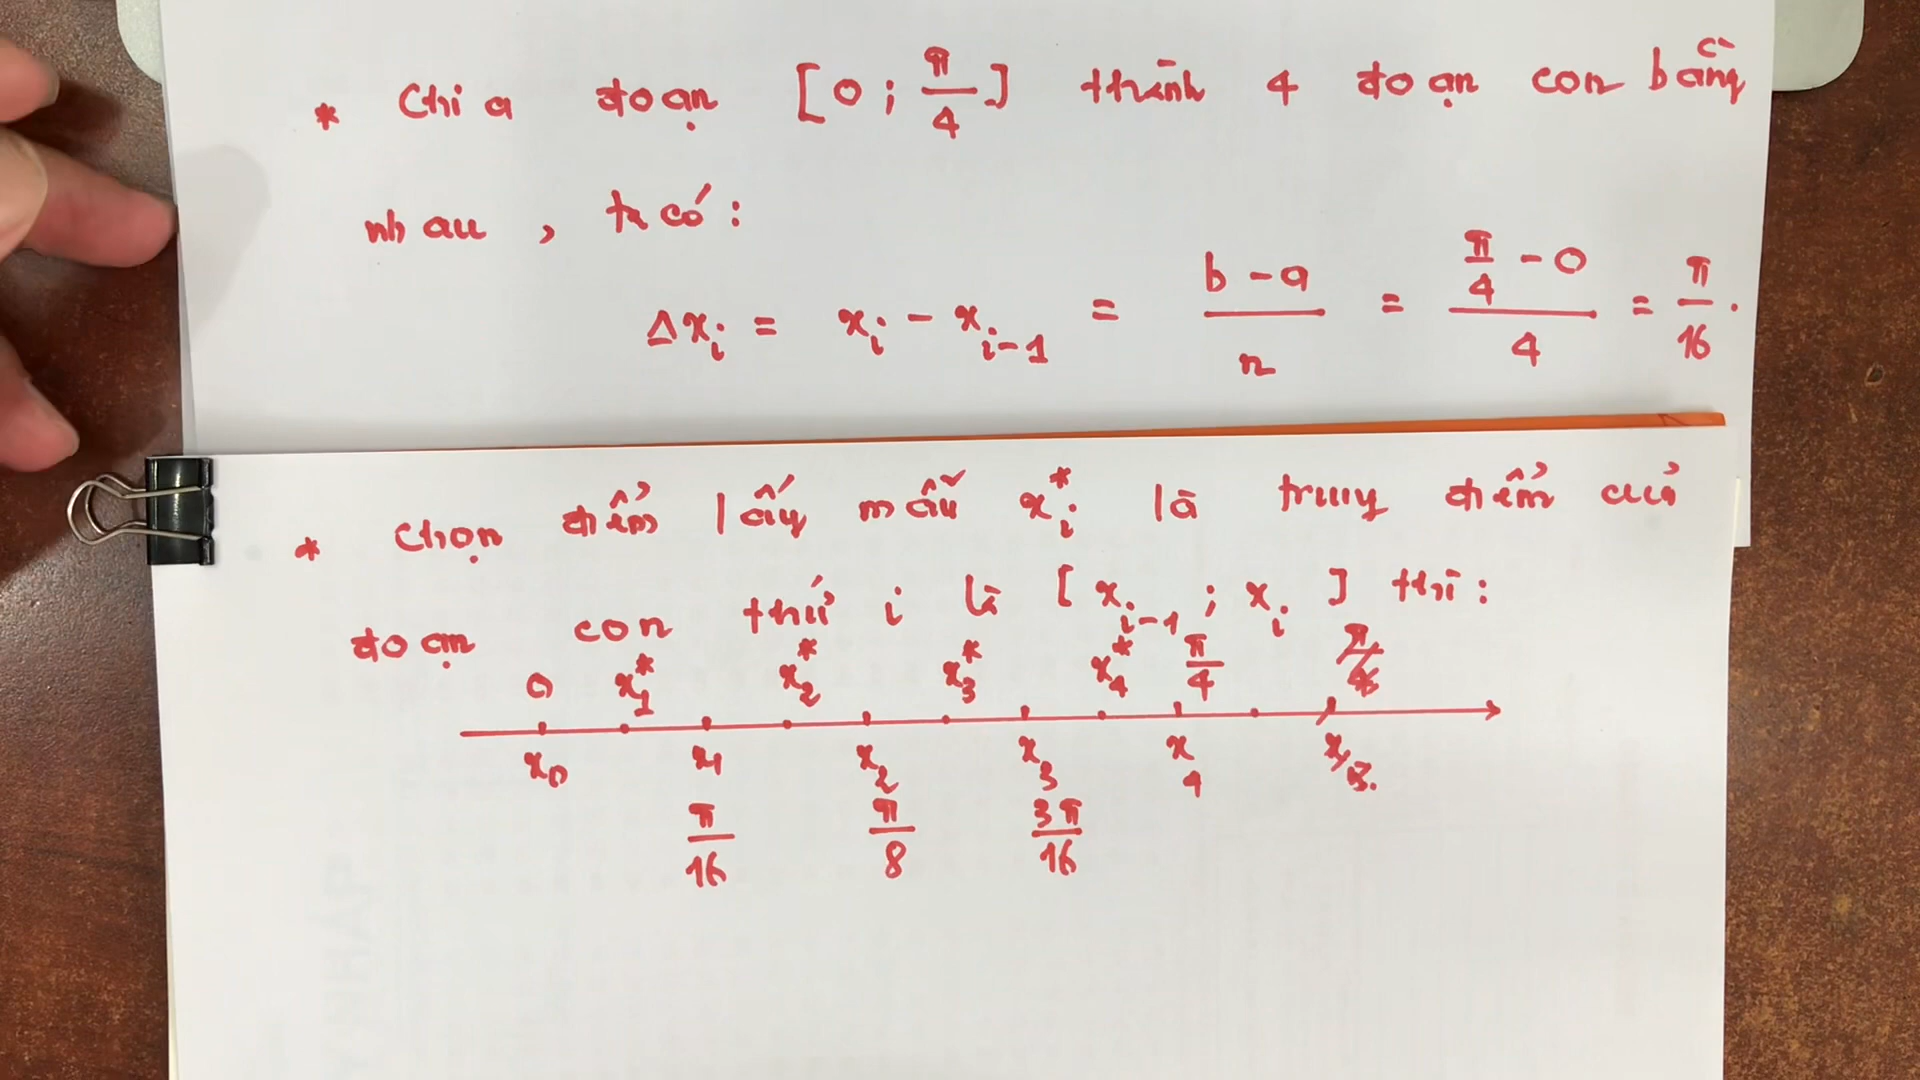 * Chia đoạn [0; π/4] thành 4 đoạn con bằng
nhau, ta có:
Δx_i = x_i - x_{i-1} = (b-a)/n = (π/4 - 0)/4 = π/16.
* Chọn điểm lấy mẫu x_i^* là trung điểm của
đoạn con thứ i là [x_{i-1}; x_i] thì:
0 x_1^* x_2^* x_3^* x_4^* π/4
x_0 x_1 x_2 x_3 x_4
π/16 π/8 3π/16